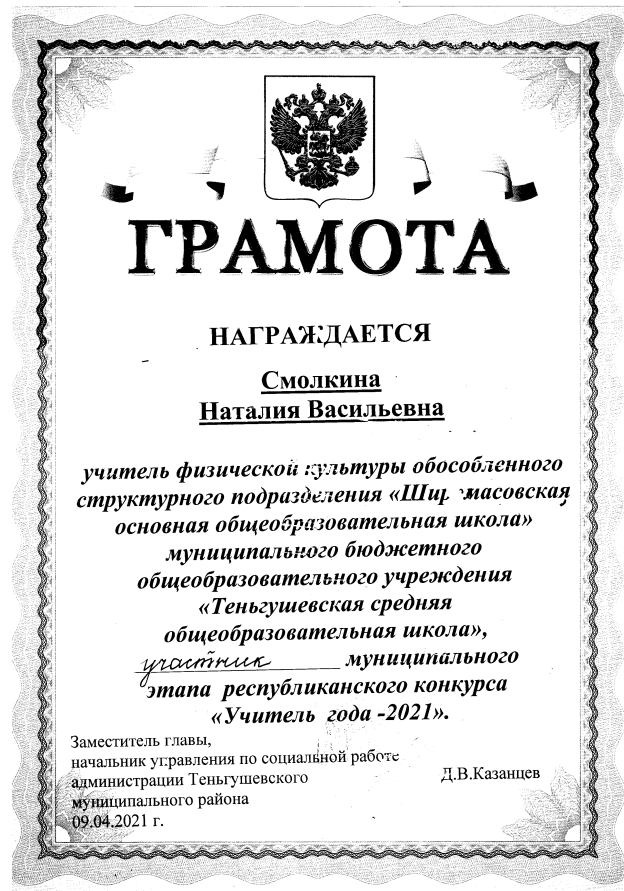 ГРАМОТА
НАГРАЖДАЕТСЯ
Смолкина
Наталия Васильевна
учитель физической культуры обособленного
структурного подразделения
основная общеобразовательная школа»
муниципального бюджетного
общеобразовательного учреждения
«Теньгушевская средняя
общеобразовательная школа»,
участник муниципального
этапа республиканского конкурса
«Учитель года -2021».
Заместитель главы,
начальник управления по социальной работе
администрации Теньгушевского
муниципального района
Д.В.Казанцев
09.04.2021 г.